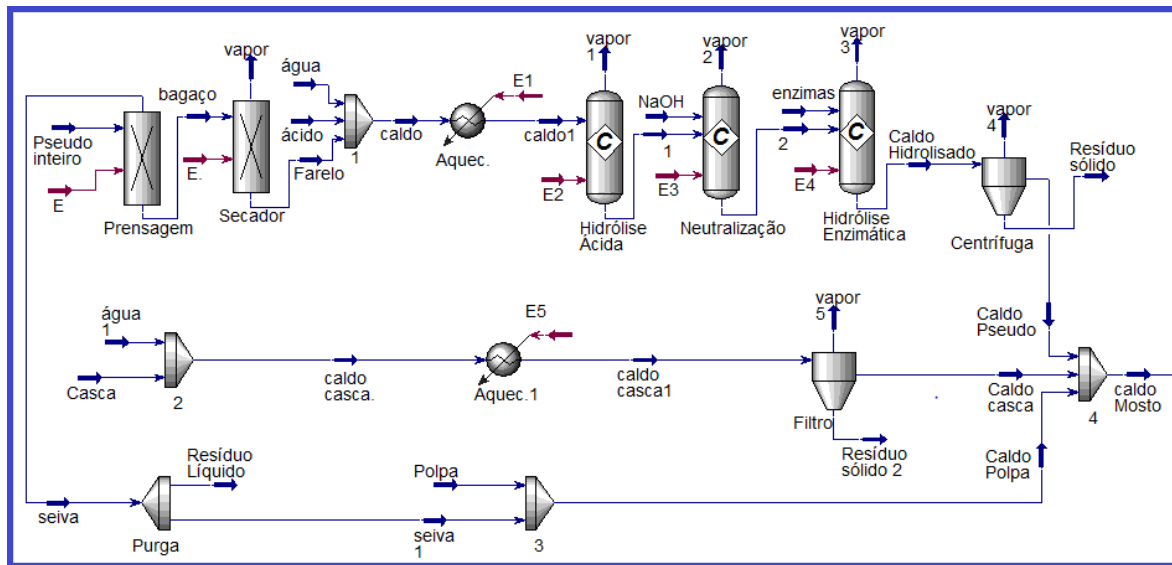 Pseudo
inteiro
E
Prensagem
bagaço
E.
vapor
Secador
água
ácido
Farelo
1
caldo
E1
Aquec.
caldo1
vapor
1
E2
Hidrólise
Ácida
NaOH
1
vapor
2
E3
Neutralização
enzimas
2
vapor
3
E4
Hidrólise
Enzimática
Caldo
Hidrolisado
vapor
4
Centrífuga
Resíduo
sólido
Caldo
Pseudo
água
1
Casca
2
caldo
casca.
E5
Aquec.1
caldo
casca1
vapor
5
Filtro
Resíduo
sólido 2
Caldo
casca
4
caldo
Mosto
Caldo
Polpa
seiva
Purga
Resíduo
Líquido
seiva
1
Polpa
3
C
C
C